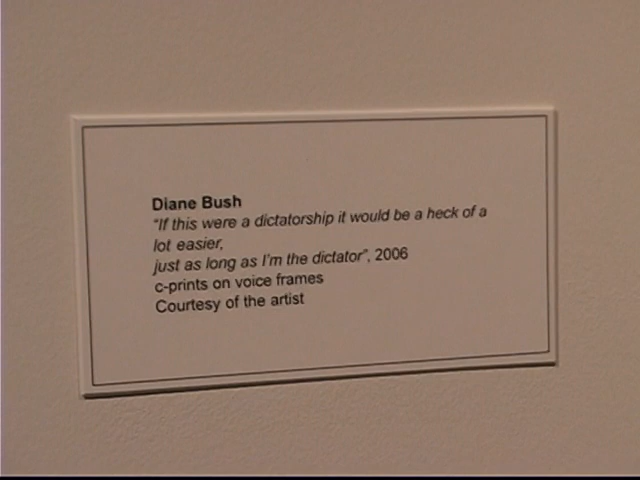 Diane Bush
"If this were a dictatorship it would be a heck of a
lot easier,
just as long as I'm the dictator", 2006
c-prints on voice frames
Courtesy of the artist